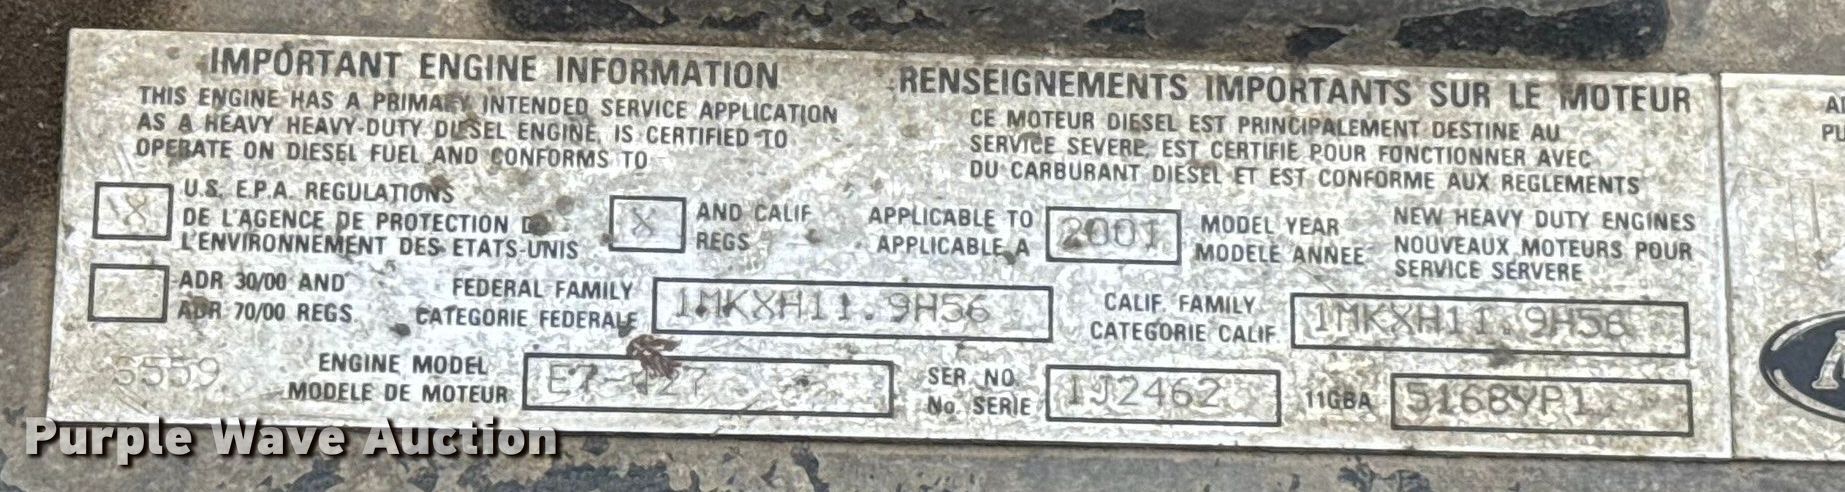 IMPORTANT ENGINE INFORMATION
THIS ENGINE HAS A PRIMARY INTENDED SERVICE APPLICATION
AS A HEAVY HEAVY-DUTY DIESEL ENGINE, IS CERTIFIED TO
OPERATE ON DIESEL FUEL AND CONFORMS TO
RENSEIGNEMENTS IMPORTANTS SUR LE MOTEUR
CE MOTEUR DIESEL EST PRINCIPALEMENT DESTINE AU
SERVICE SEVERE, EST CERTIFIE POUR FONCTIONNER AVEC
DU CARBURANT DIESEL ET EST CONFORME AUX REGLEMENTS
X U.S. E.P.A. REGULATIONS
DE L'AGENCE DE PROTECTION DE
L'ENVIRONNEMENT DES ETATS-UNIS
X AND CALIF
REGS
APPLICABLE TO
APPLICABLE A
2001
MODEL YEAR
MODELE ANNEE
NEW HEAVY DUTY ENGINES
NOUVEAUX MOTEURS POUR
SERVICE SERVERE
ADR 30/00 AND
ADR 70/00 REGS.
FEDERAL FAMILY
CATEGORIE FEDERALE
1MKXH11.9H56
CALIF. FAMILY
CATEGORIE CALIF.
1MKXH11.9H56
ENGINE MODEL
MODELE DE MOTEUR
SER. NO.
No. SERIE
1J2462
11GBA
Purple Wave Auction